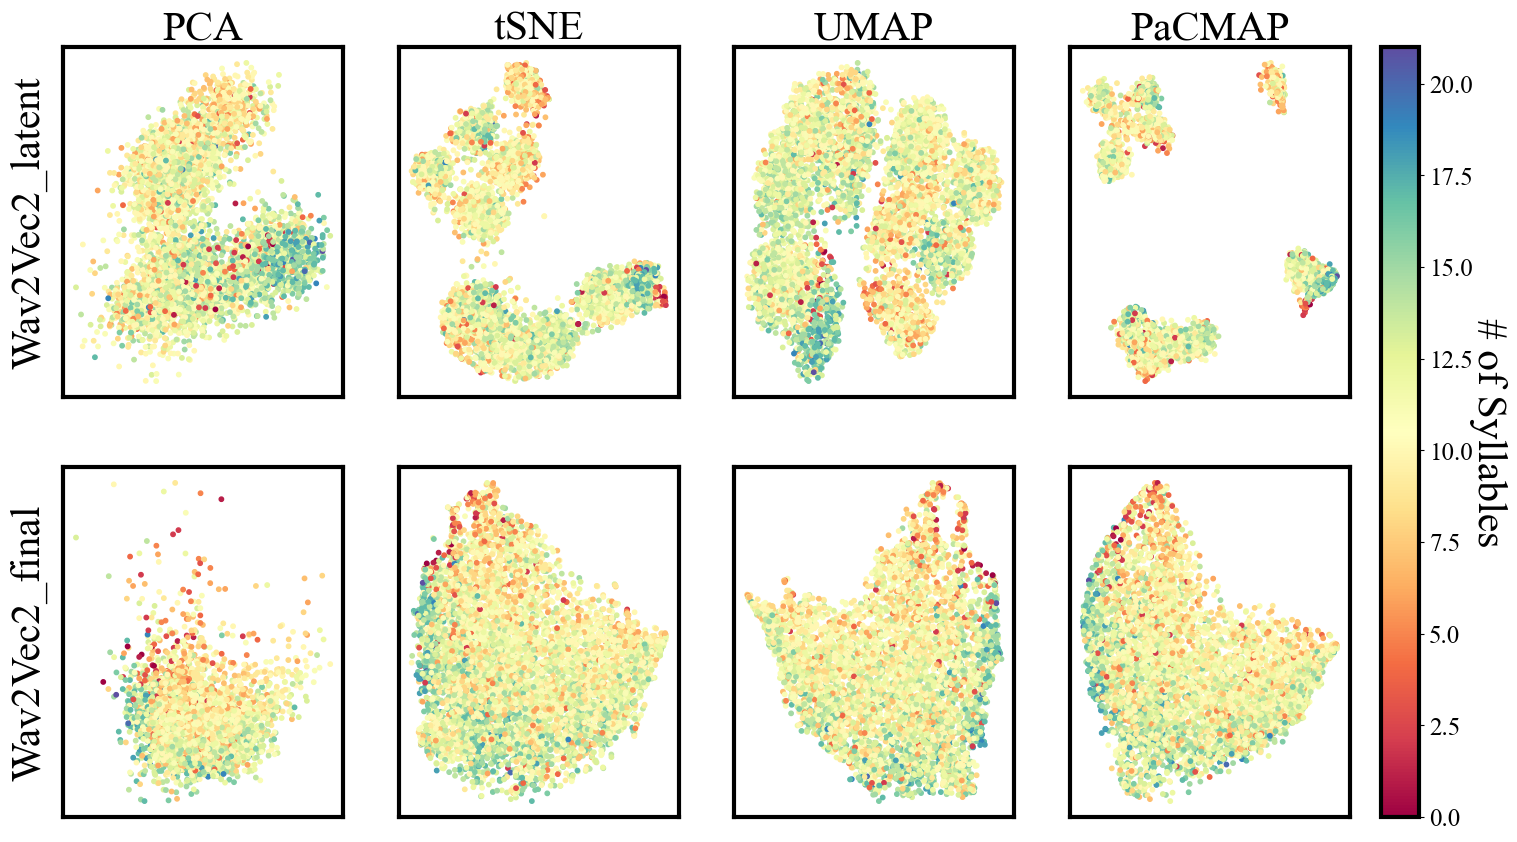 PCA
tSNE
UMAP
PaCMAP
Wav2Vec2_latent
Wav2Vec2_final
20.0
17.5
15.0
12.5
10.0
7.5
5.0
2.5
0.0
# of Syllables